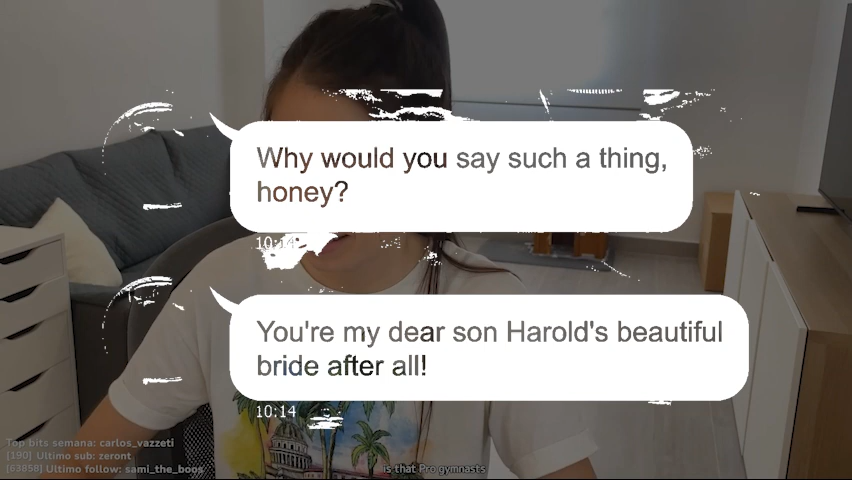 Why would you say such a thing,
honey?
10:14
You're my dear son Harold's beautiful
bride after all!
10:14
Top bits semana: carlos_vazzeti
[190] Ultimo sub: zeront
[63858] Ultimo follow: sami_the_boos
is that Pro gymnasts